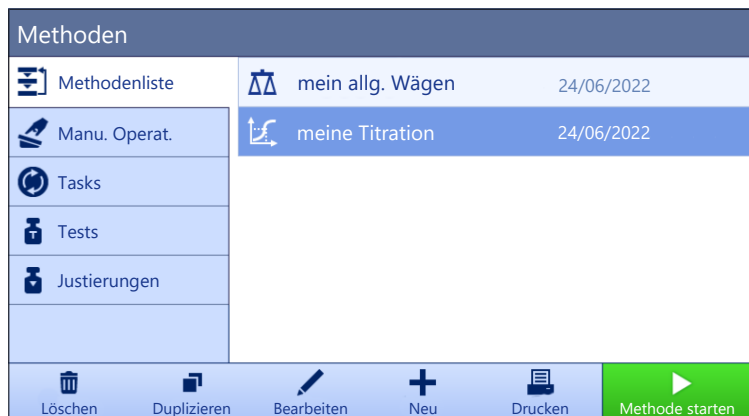 Methoden
Methodenliste
mein allg. Wägen 24/06/2022
Manu. Operat.
meine Titration 24/06/2022
Tasks
Tests
Justierungen
Löschen Duplizieren Bearbeiten Neu Drucken Methode starten